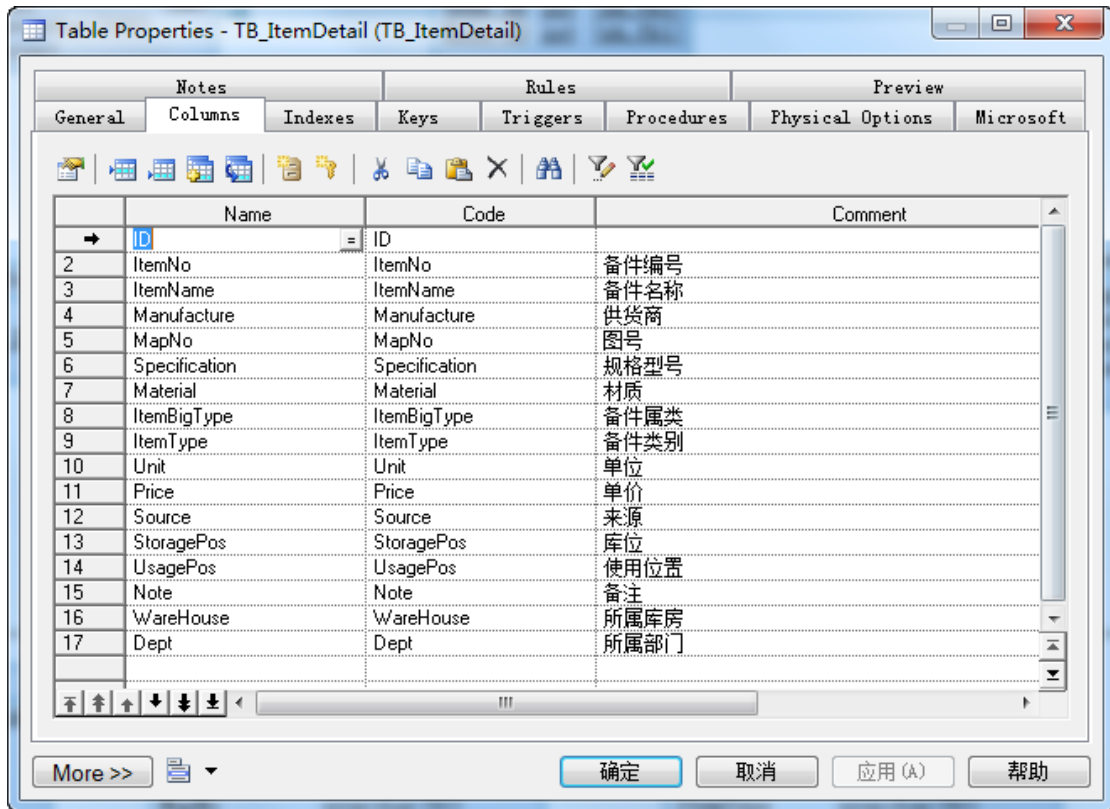 Table Properties - TB_ItemDetail (TB_ItemDetail)
Notes Rules Preview
General Columns Indexes Keys Triggers Procedures Physical Options Microsoft
Name Code Comment
ID = ID
2 ItemNo ItemNo 备件编号
3 ItemName ItemName 备件名称
4 Manufacture Manufacture 供货商
5 MapNo MapNo 图号
6 Specification Specification 规格型号
7 Material Material 材质
8 ItemBigType ItemBigType 备件属类
9 ItemType ItemType 备件类别
10 Unit Unit 单位
11 Price Price 单价
12 Source Source 来源
13 StoragePos StoragePos 库位
14 UsagePos UsagePos 使用位置
15 Note Note 备注
16 WareHouse WareHouse 所属库房
17 Dept Dept 所属部门
More >> 确定 取消 应用(A) 帮助